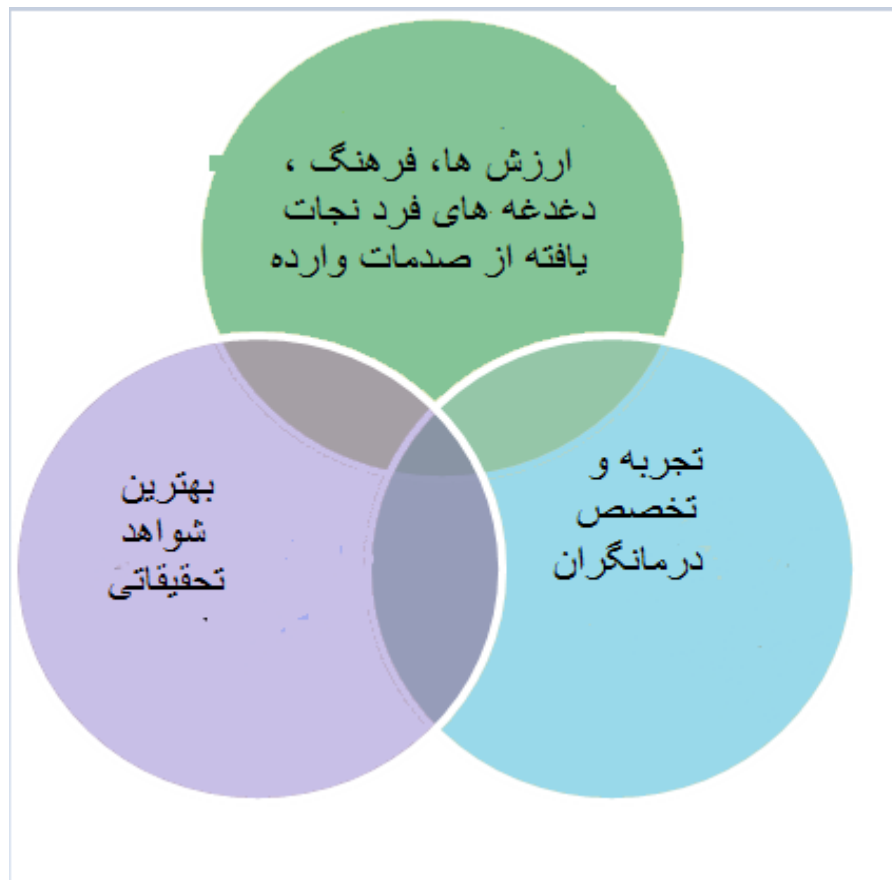 ارزش ها، فرهنگ ،
دغدغه های فرد نجات
یافته از صدمات وارده
تجربه و
تخصص
درمانگران
بهترین
شواهد
تحقیقاتی